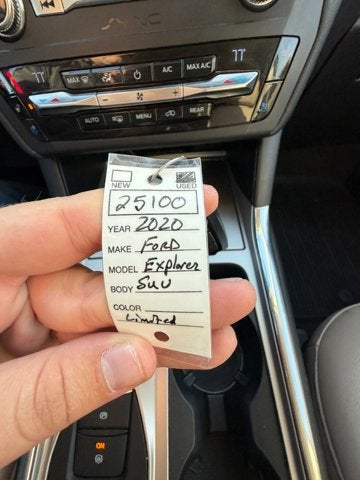 SYNC
MAX A/C
A/C
MAX
AUTO
MENU
REAR
NEW
USED
25100
YEAR 2020
MAKE FORD
MODEL Explorer
BODY SUV
COLOR
Limited
ON